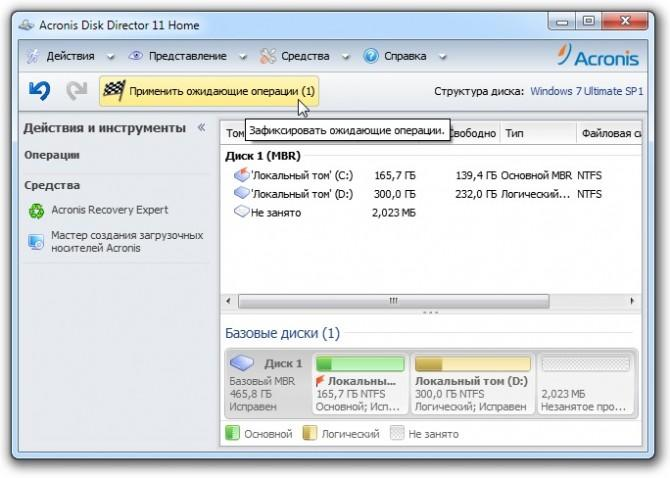 Acronis Disk Director 11 Home
Действия Представление Средства Справка Acronis
Применить ожидающие операции (1) Структура диска: Windows 7 Ultimate SP1
Зафиксировать ожидающие операции.
Действия и инструменты «
Операции
Средства
Acronis Recovery Expert
Мастер создания загрузочных
носителей Acronis
Том Свободно Тип Файловая си
Диск 1 (MBR)
'Локальный том' (C:) 165,7 ГБ 139,4 ГБ Основной MBR NTFS
'Локальный том' (D:) 300,0 ГБ 232,0 ГБ Логический... NTFS
Не занято 2,023 МБ
Базовые диски (1)
Диск 1
Базовый MBR
465,8 ГБ
Исправен
Локальны...
165,7 ГБ NTFS
Основной; Исп...
Локальный том (D:)
300,0 ГБ NTFS
Логический; Исправен
2,023 МБ
Незанятое про...
Основной Логический Не занято